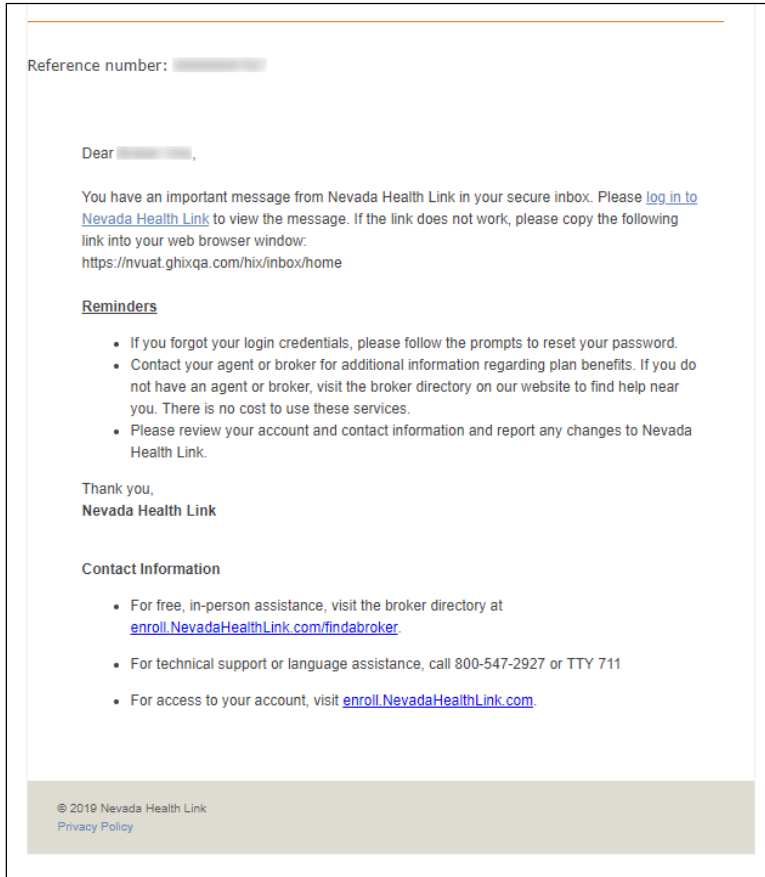 Reference number:
Dear ,
You have an important message from Nevada Health Link in your secure inbox. Please log in to
Nevada Health Link to view the message. If the link does not work, please copy the following
link into your web browser window:
https://nvuat.ghixqa.com/hix/inbox/home
Reminders
• If you forgot your login credentials, please follow the prompts to reset your password.
• Contact your agent or broker for additional information regarding plan benefits. If you do
not have an agent or broker, visit the broker directory on our website to find help near
you. There is no cost to use these services.
• Please review your account and contact information and report any changes to Nevada
Health Link.
Thank you,
Nevada Health Link
Contact Information
• For free, in-person assistance, visit the broker directory at
enroll.NevadaHealthLink.com/findabroker.
• For technical support or language assistance, call 800-547-2927 or TTY 711
• For access to your account, visit enroll.NevadaHealthLink.com.
© 2019 Nevada Health Link
Privacy Policy